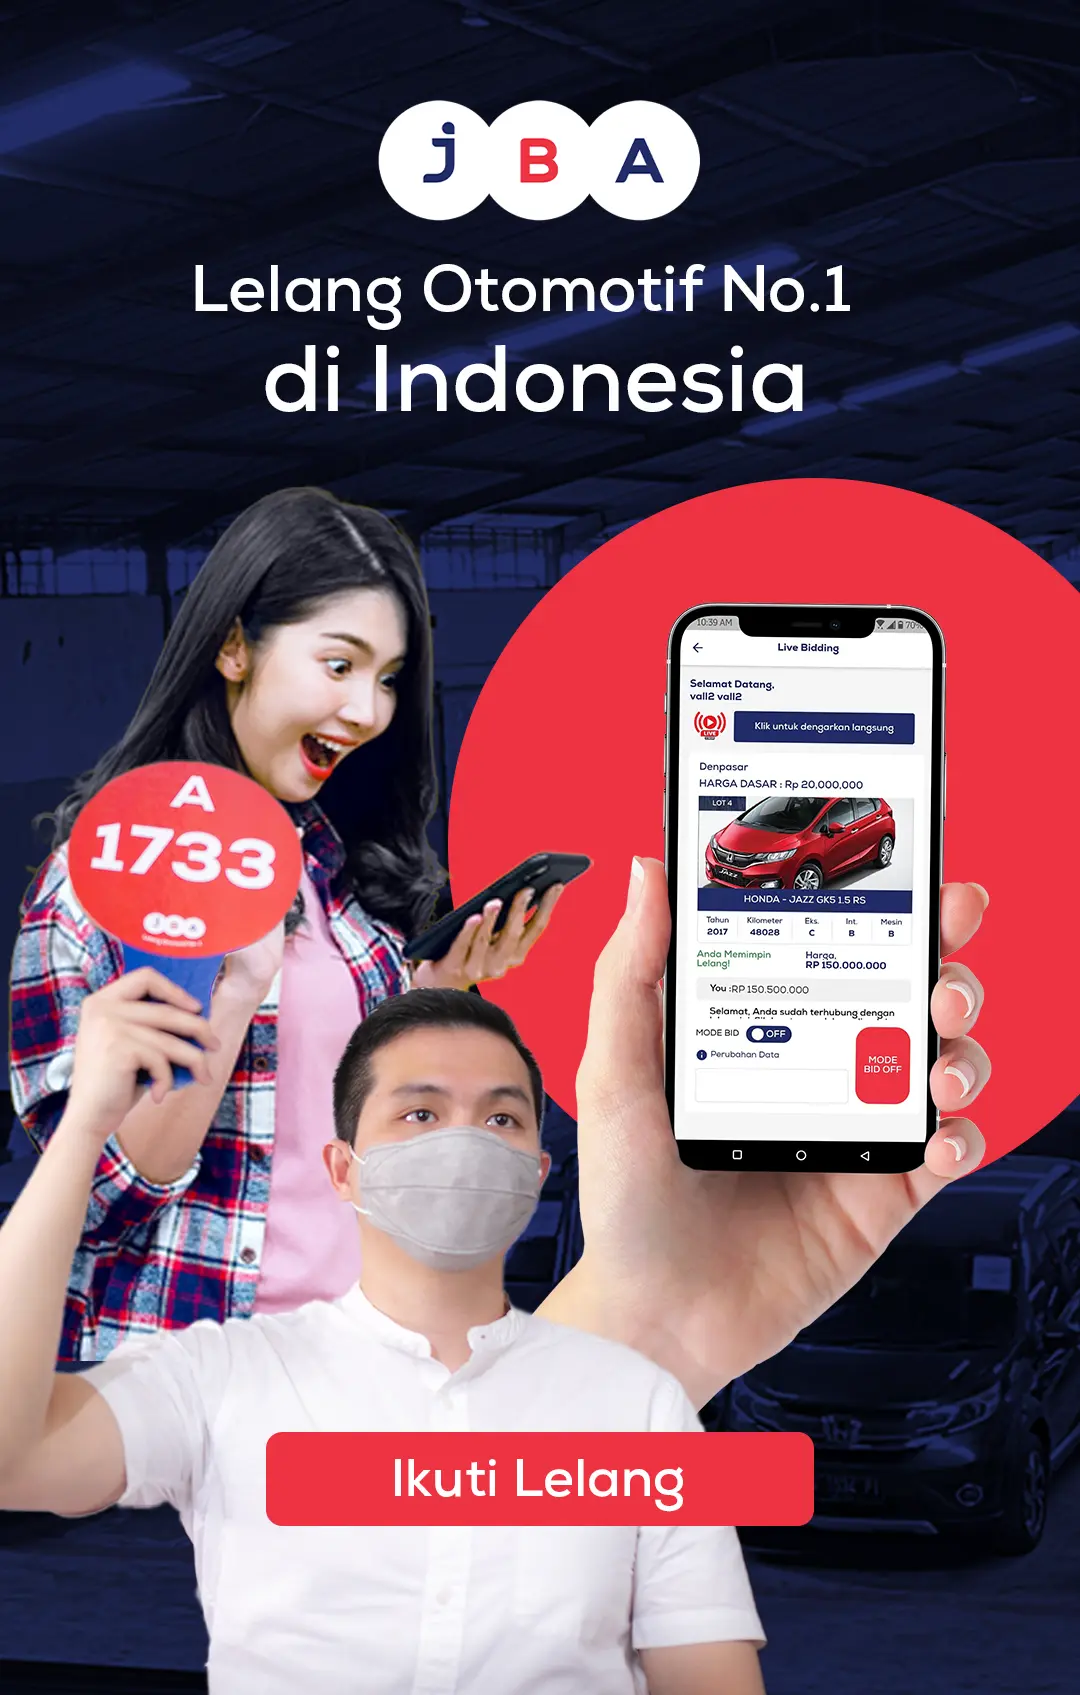 jBA
Lelang Otomotif No.1
di Indonesia
A
1733
10:39 AM
70%
Live Bidding
Selamat Datang,
vall2 vall2
LIVE
Klik untuk dengarkan langsung
Denpasar
HARGA DASAR : Rp 20,000,000
LOT 4
JAZZ
HONDA - JAZZ GK5 1.5 RS
Tahun Kilometer Eks. Int. Mesin
2017 48028 C B B
Anda Memimpin
Lelang!
Harga.
RP 150.000.000
You :RP 150.500.000
Selamat, Anda sudah terhubung dengan
MODE BID OFF
Perubahan Data
MODE
BID OFF
Ikuti Lelang